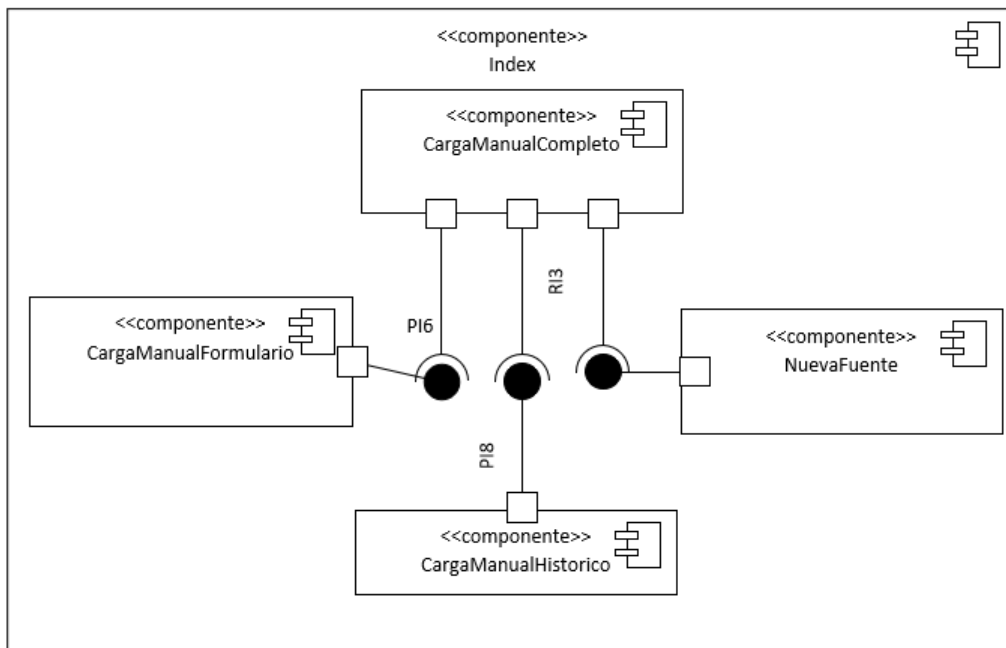 <<componente>>
Index
<<componente>>
CargaManualCompleto
RI3
PI6
<<componente>>
CargaManualFormulario
<<componente>>
NuevaFuente
PI8
<<componente>>
CargaManualHistorico